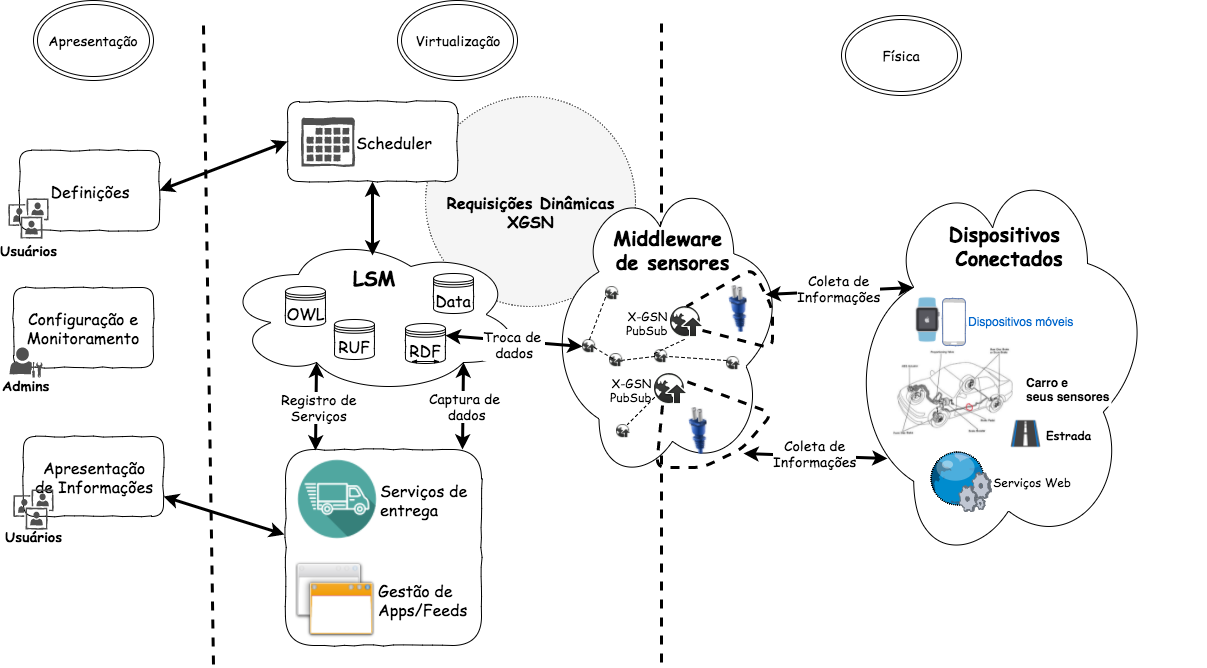 Apresentação
Virtualização
Física
Scheduler
Definições
Usuários
Requisições Dinâmicas
XGSN
Middleware
de sensores
Dispositivos
Conectados
LSM
OWL
Data
RUF
RDF
Troca de
dados
X-GSN
PubSub
X-GSN
PubSub
Coleta de
Informações
Dispositivos móveis
Carro e
seus sensores
Estrada
Serviços Web
Coleta de
Informações
Configuração e
Monitoramento
Admins
Registro de
Serviços
Captura de
dados
Apresentação
de Informações
Usuários
Serviços de
entrega
Gestão de
Apps/Feeds